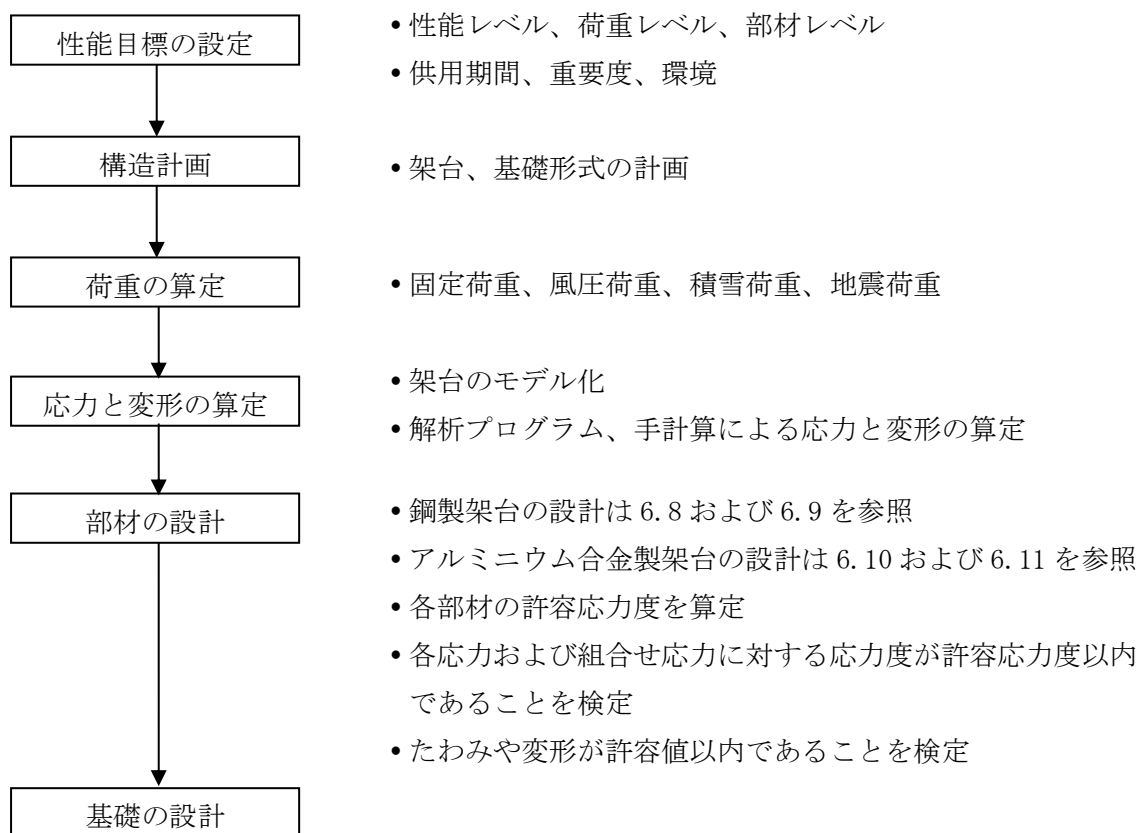 性能目標の設定
•性能レベル、荷重レベル、部材レベル
•供用期間、重要度、環境
構造計画
•架台、基礎形式の計画
荷重の算定
•固定荷重、風圧荷重、積雪荷重、地震荷重
応力と変形の算定
•架台のモデル化
•解析プログラム、手計算による応力と変形の算定
部材の設計
•鋼製架台の設計は 6.8 および 6.9 を参照
•アルミニウム合金製架台の設計は 6.10 および 6.11 を参照
•各部材の許容応力度を算定
•各応力および組合せ応力に対する応力度が許容応力度以内
であることを検定
•たわみや変形が許容値以内であることを検定
基礎の設計